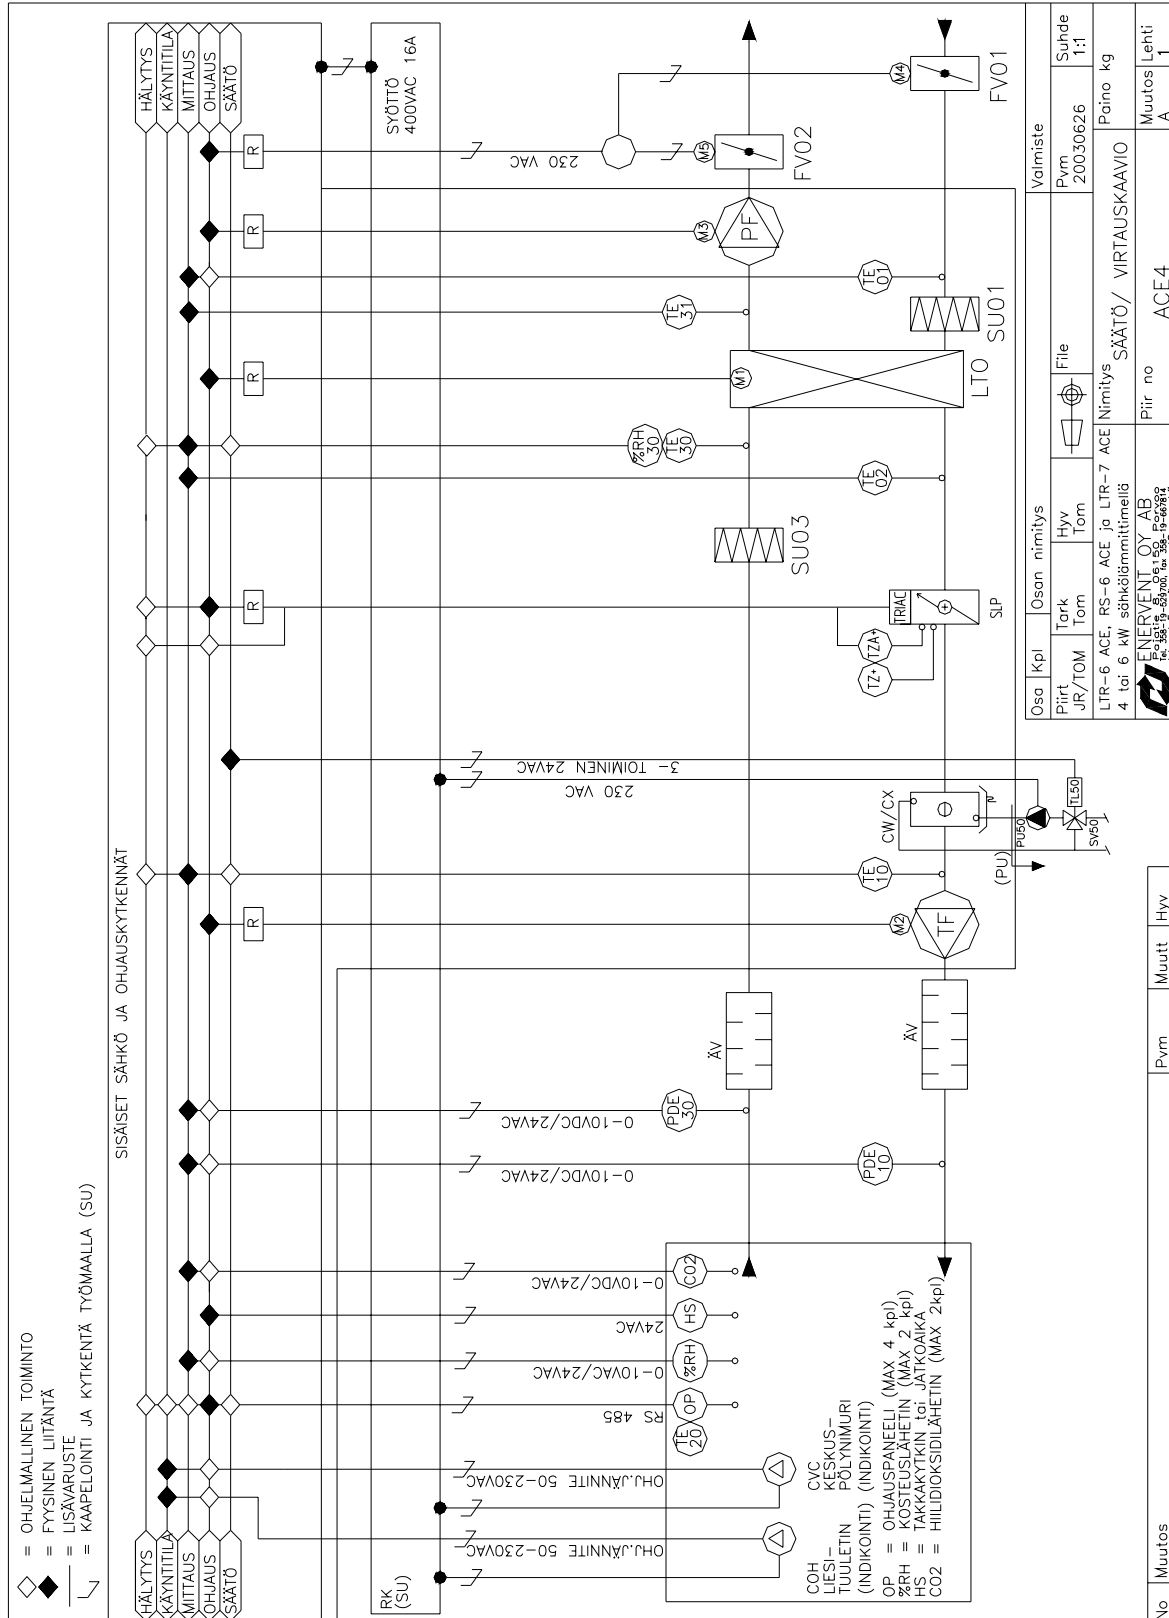 = OHJELMALLINEN TOIMINTO
= FYYSINEN LIITÄNTÄ
= LISÄVARUSTE
= KAAPELOINTI JA KYTKENTÄ TYÖMAALLA (SU)
SISÄISET SÄHKÖ JA OHJAUSKYTKENNÄT
HÄLYTYS
KÄYNTITILA
MITTAUS
OHJAUS
SÄÄTÖ
HÄLYTYS
KÄYNTITILA
MITTAUS
OHJAUS
SÄÄTÖ
R
R
R
R
R
RK
(SU)
SYÖTTÖ
400VAC 16A
OHJ.JÄNNITE 50-230VAC
OHJ.JÄNNITE 50-230VAC
RS 485
0-10VAC/24VAC
24VAC
0-10VDC/24VAC
0-10VDC/24VAC
0-10VDC/24VAC
230 VAC
3- TOIMINEN 24VAC
230 VAC
TE
20
OP
%RH
HS
CO2
PDE
10
PDE
30
ÄV
ÄV
M2
TF
TE
10
CW/CX
(PU)
PU50
TL50
SV50
TZ+
TZA+
TRIAC
SLP
SU03
TE
02
%RH
30
TE
30
M1
LTO
TE
31
SU01
TE
01
M3
PF
M5
FV02
M4
FV01
COH
LIESI-
TUULETIN
(INDIKOINTI)
CVC
KESKUS-
PÖLYNIMURI
(INDIKOINTI)
OP = OHJAUSPANEELI (MAX 4 kpl)
%RH = KOSTEUSLÄHETIN (MAX 2 kpl)
HS = TAKKAKYTKIN tai JATKOAIKA
CO2 = HIILIDIOKSIDILÄHETIN (MAX 2kpl)
Osa Kpl Osan nimitys Valmiste
Piirt
JR/TOM
Tark
Tom
Hyv
Tom
File
Pvm
20030626
Suhde
1:1
LTR-6 ACE, RS-6 ACE ja LTR-7 ACE
4 tai 6 kW sähkölämmittimellä
Nimitys
SÄÄTÖ/ VIRTAUSKAAVIO
Paino kg
ENERVENT OY AB
Piir no
ACE4
Muutos
A
Lehti
1
No Muutos Pvm Muutt Hyv